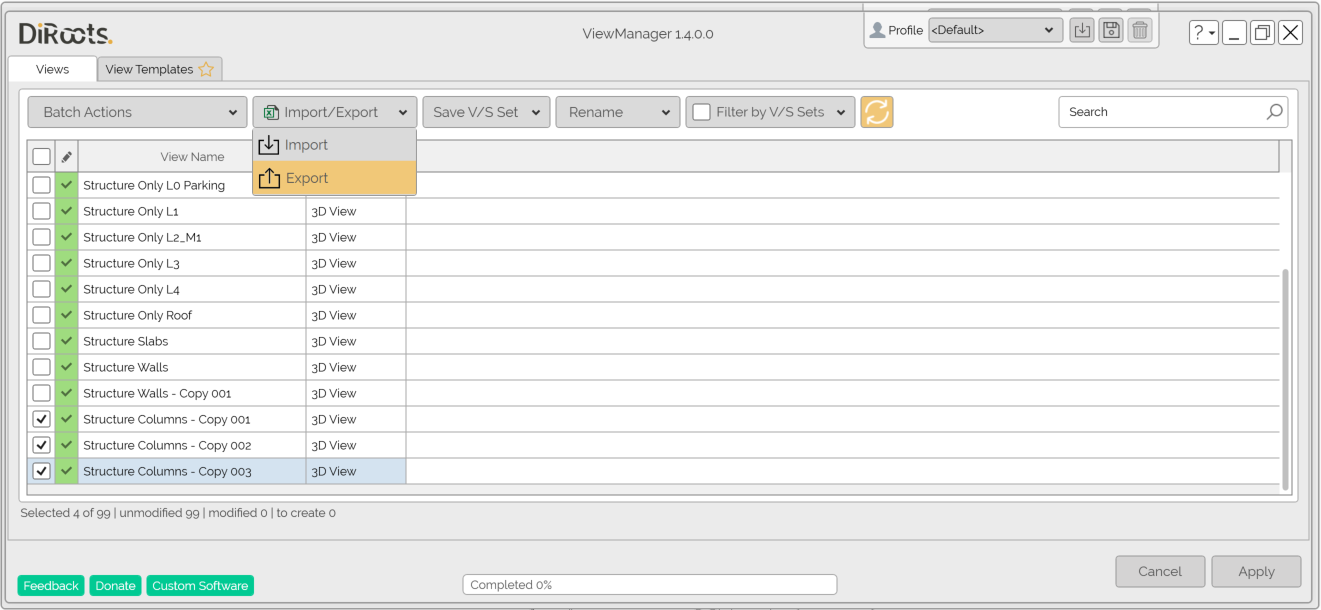 DiRoots.
ViewManager 1.4.0.0
Profile <Default>
?
Views
View Templates
Batch Actions
Import/Export
Save V/S Set
Rename
Filter by V/S Sets
Search
Import
Export
View Name
Structure Only L0 Parking
Structure Only L1 3D View
Structure Only L2_M1 3D View
Structure Only L3 3D View
Structure Only L4 3D View
Structure Only Roof 3D View
Structure Slabs 3D View
Structure Walls 3D View
Structure Walls - Copy 001 3D View
Structure Columns - Copy 001 3D View
Structure Columns - Copy 002 3D View
Structure Columns - Copy 003 3D View
Selected 4 of 99 | unmodified 99 | modified 0 | to create 0
Cancel
Apply
Feedback
Donate
Custom Software
Completed 0%